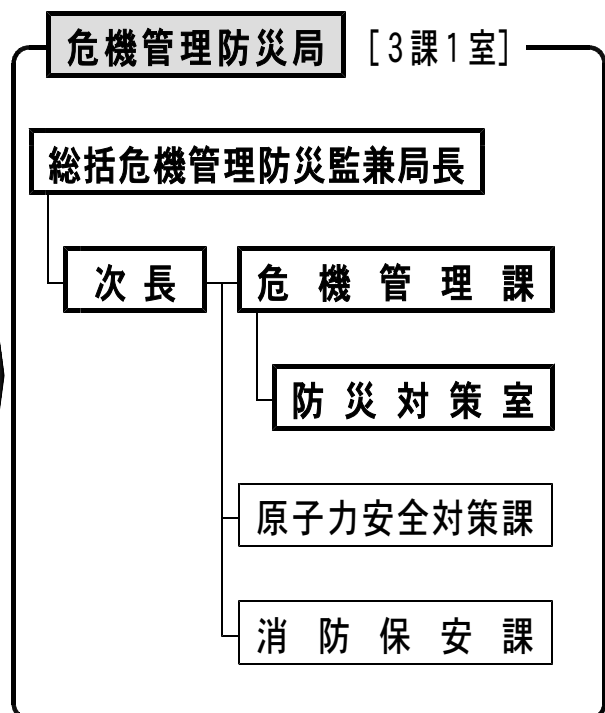 危機管理防災局 ［３課１室］
総括危機管理防災監兼局長
次長 危機管理課
防災対策室
原子力安全対策課
消防保安課